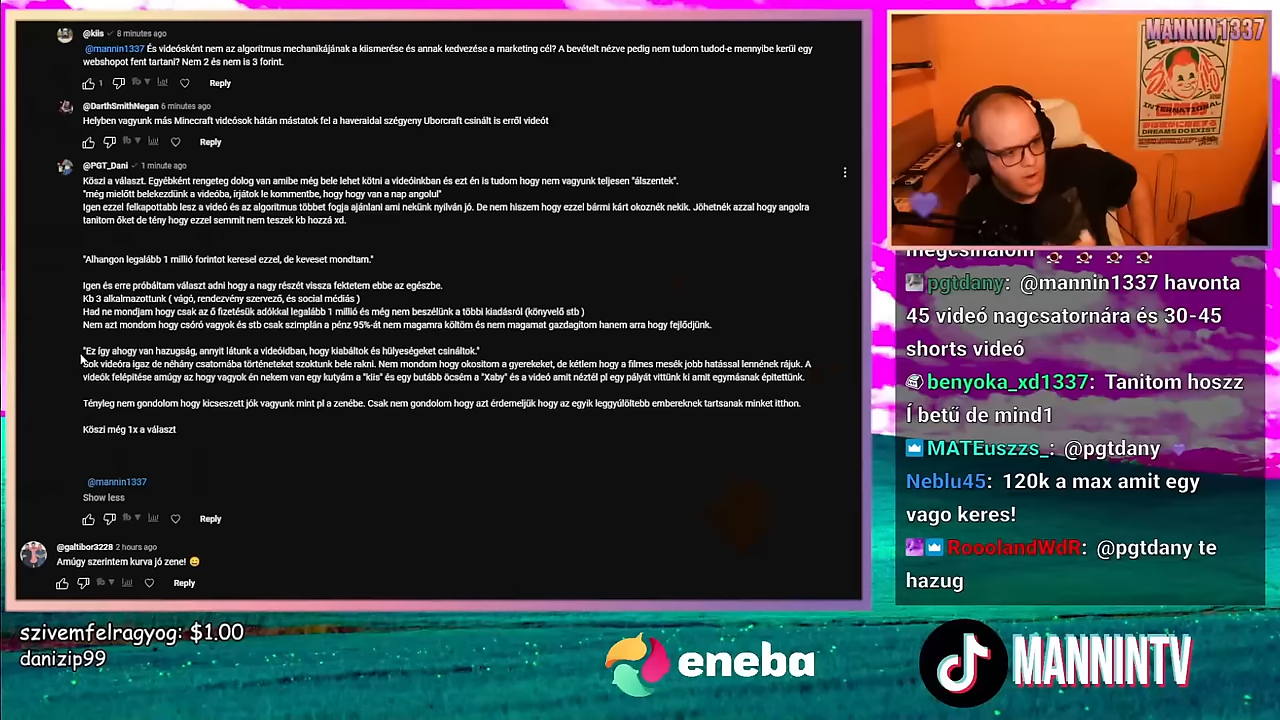 @kiis 8 minutes ago
@mannin1337 És videósként nem az algoritmus mechanikájának a kiismerése és annak kedvezése a marketing cél? A bevételt nézve pedig nem tudom tudod-e mennyibe kerül egy
webshopot fent tartani? Nem 2 és nem is 3 forint.
1 Reply
@DarthSmithNegan 6 minutes ago
Helyben vagyunk más Minecraft videósok hátán mástatok fel a haveraidal szégyeny Uborcraft csinált is erről videót
Reply
@PGT_Dani 1 minute ago
Köszi a választ. Egyébként rengeteg dolog van amibe még bele lehet kötni a videóinkban és ezt én is tudom hogy nem vagyunk teljesen "álszentek".
"még mielőtt belekezdünk a videóba, írjátok le kommentbe, hogy hogy van a nap angolul"
Igen ezzel felkapottabb lesz a videó és az algoritmus többet fogja ajánlani ami nekünk nyilván jó. De nem hiszem hogy ezzel bármi kárt okoznék nekik. Jöhetnék azzal hogy angolra
tanitom őket de tény hogy ezzel semmit nem teszek kb hozzá xd.
"Alhangon legalább 1 millió forintot keresel ezzel, de keveset mondtam."
Igen és erre próbáltam választ adni hogy a nagy részét vissza fektetem ebbe az egészbe.
Kb 3 alkalmazottunk ( vágó, rendezvény szervező, és social médiás )
Had ne mondjam hogy csak az ő fizetésük adókkal legalább 1 millió és még nem beszélünk a többi kiadásról (könyvelő stb )
Nem azt mondom hogy csóró vagyok és stb csak szimplán a pénz 95%-át nem magamra költöm és nem magamat gazdagítom hanem arra hogy fejlődjünk.
"Ez így ahogy van hazugság, annyit látunk a videóidban, hogy kiabáltok és hülyeségeket csináltok."
Sok videóra igaz de néhány csatornába történeteket szoktunk bele rakni. Nem mondom hogy okosítom a gyerekeket, de kétlem hogy a filmes mesék jobb hatással lennének rájuk. A
videók felépítése amúgy az hogy vagyok én nekem van egy kutyám a "kiis" és egy butább öcsém a "Xaby" és a videó amit néztél pl egy pályát vittünk ki amit egymásnak építettünk.
Tényleg nem gondolom hogy kicseszett jók vagyunk mint pl a zenébe. Csak nem gondolom hogy azt érdemeljük hogy az egyik leggyúlöltebb embereknek tartsanak minket itthon.
Köszi még 1x a választ
@mannin1337
Show less
Reply
@galtibor3228 2 hours ago
Amúgy szerintem kurva jó zene! 😄
Reply
MANNIN1337
INTERNATIONAL
DREAMS DO EXIST
megcsinálom
pgtdany: @mannin1337 havonta
45 videó nagcsatornára és 30-45
shorts videó
benyoka_xd1337: Tanitom hoszz
Í betű de mind1
MATEuszzs_: @pgtdany
Neblu45: 120k a max amit egy
vago keres!
RooolandWdR: @pgtdany te
hazug
szivemfelragyog: $1.00
danizip99
eneba
MANNINTV